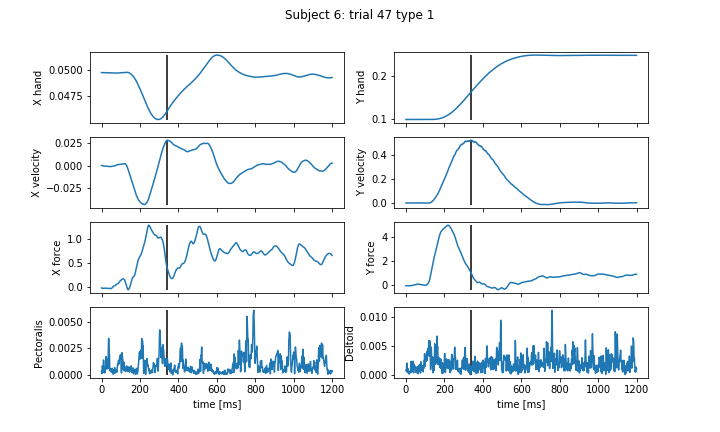 Subject 6: trial 47 type 1
X hand
0.0500
0.0475
Y hand
0.2
0.1
X velocity
0.025
0.000
−0.025
Y velocity
0.4
0.2
0.0
X force
1.0
0.5
0.0
Y force
4
2
0
Pectoralis
0.0050
0.0025
0.0000
0 200 400 600 800 1000 1200
time [ms]
Deltoid
0.010
0.005
0.000
0 200 400 600 800 1000 1200
time [ms]